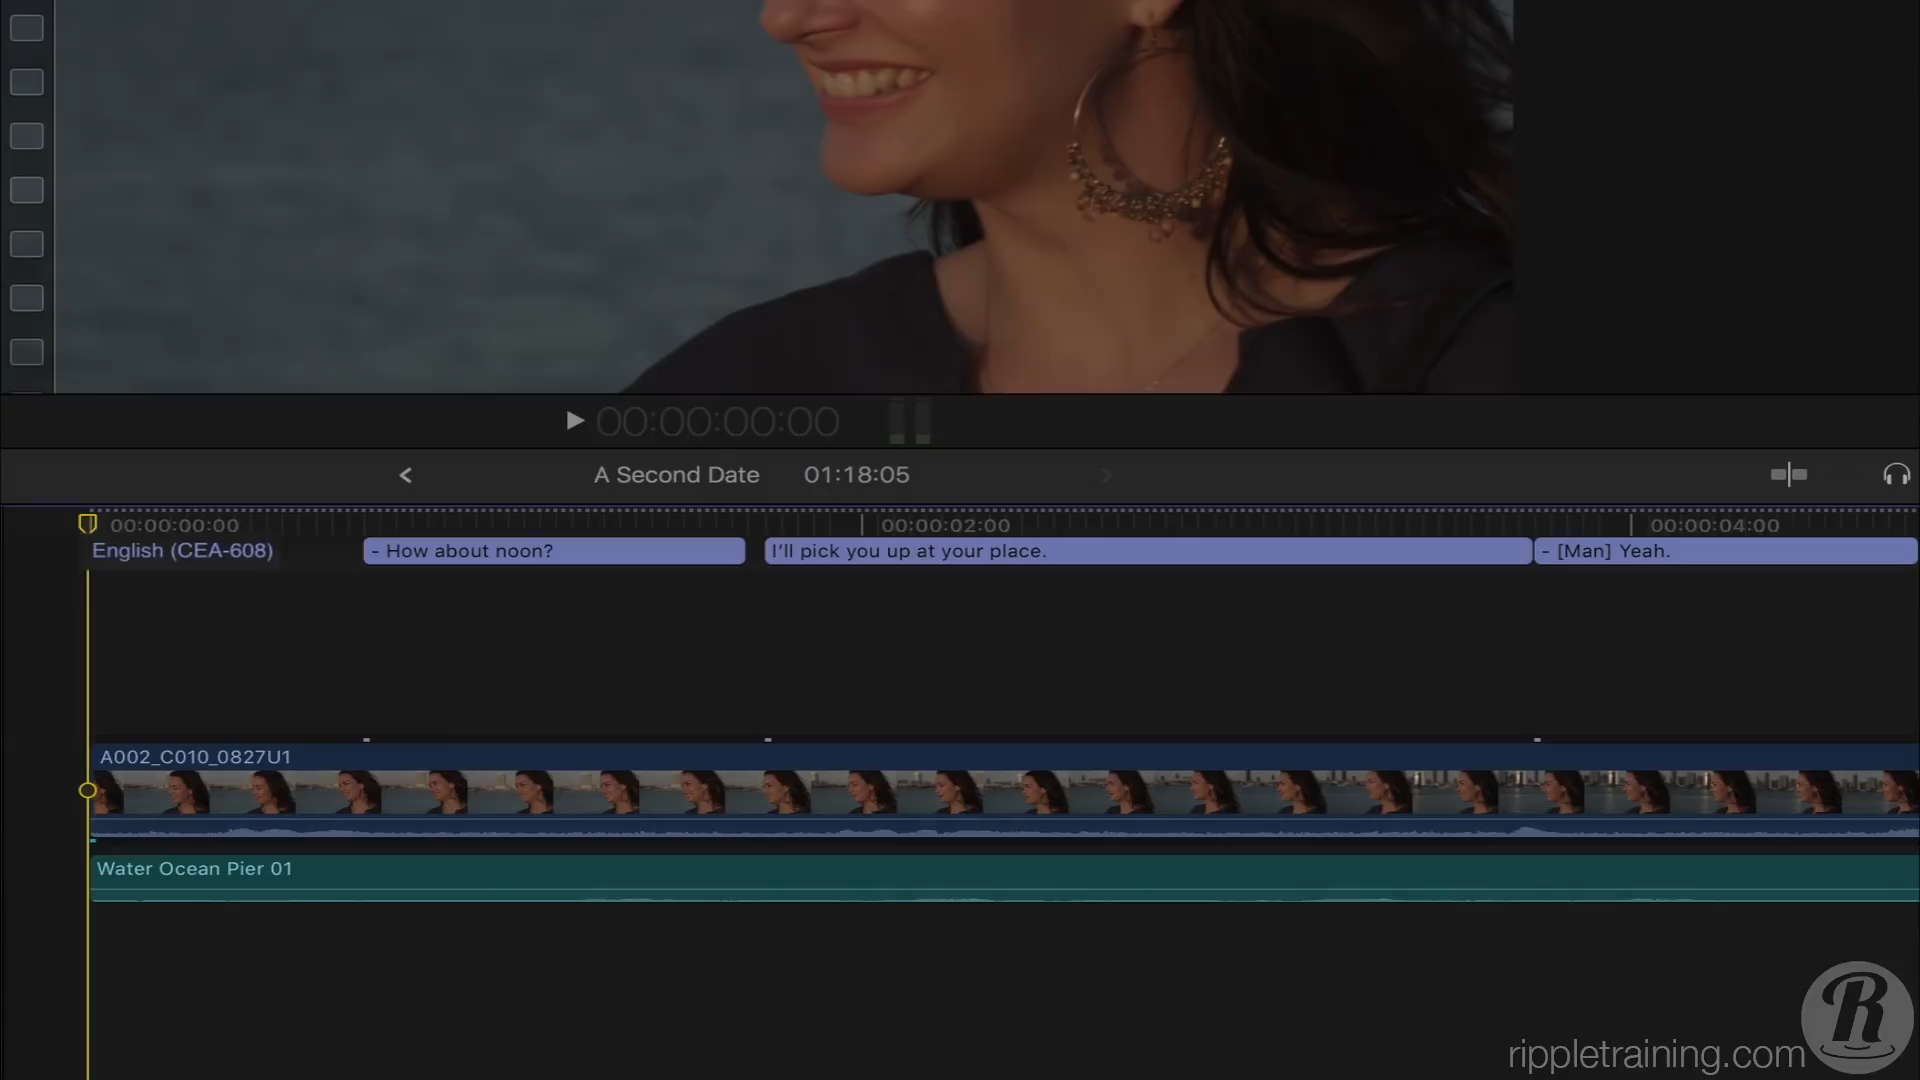 00:00:00:00
A Second Date 01:18:05
00:00:00:00 00:00:02:00 00:00:04:00
English (CEA-608) - How about noon? I'll pick you up at your place. - [Man] Yeah.
A002_C010_0827U1
Water Ocean Pier 01
R
rippletraining.com